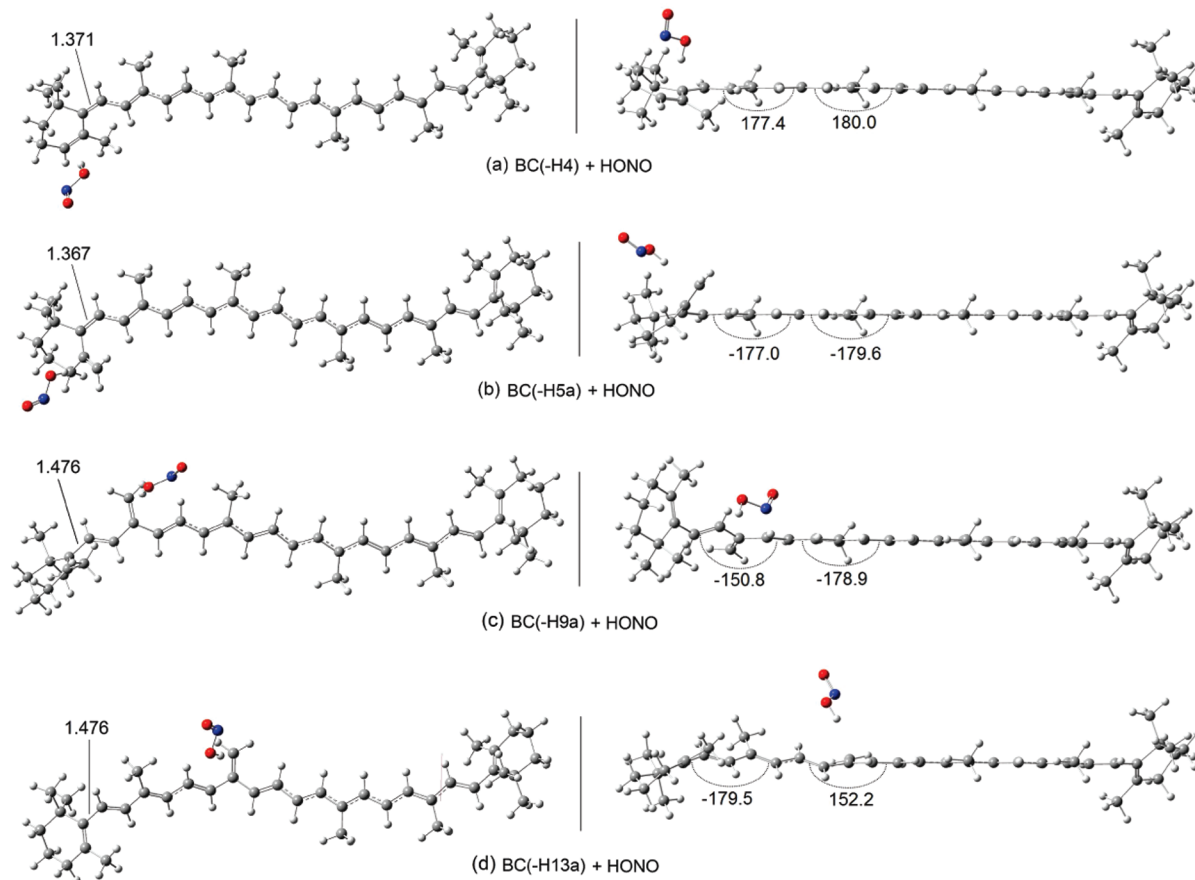 1.371
177.4 180.0
(a) BC(-H4) + HONO
1.367
-177.0 -179.6
(b) BC(-H5a) + HONO
1.476
-150.8 -178.9
(c) BC(-H9a) + HONO
1.476
-179.5 152.2
(d) BC(-H13a) + HONO